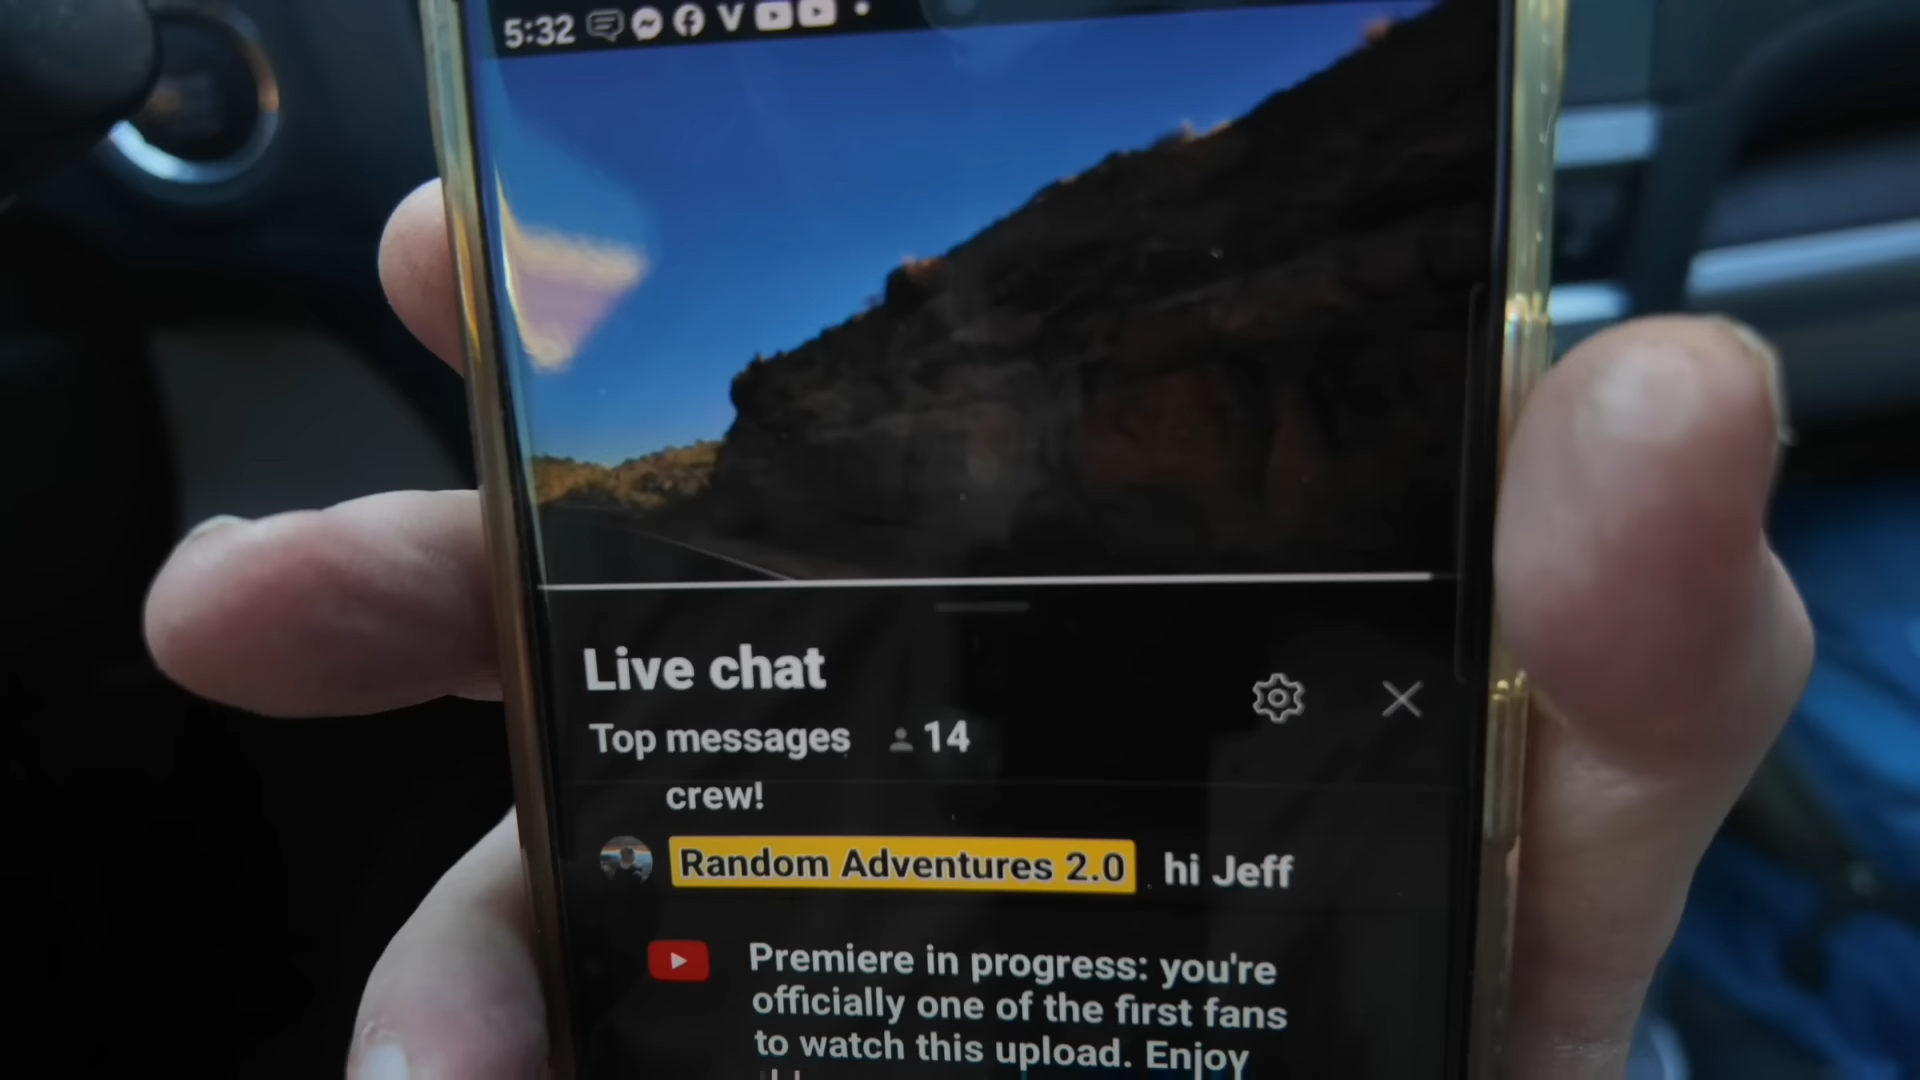 5:32
Live chat
Top messages 14
crew!
Random Adventures 2.0 hi Jeff
Premiere in progress: you're
officially one of the first fans
to watch this upload. Enjoy